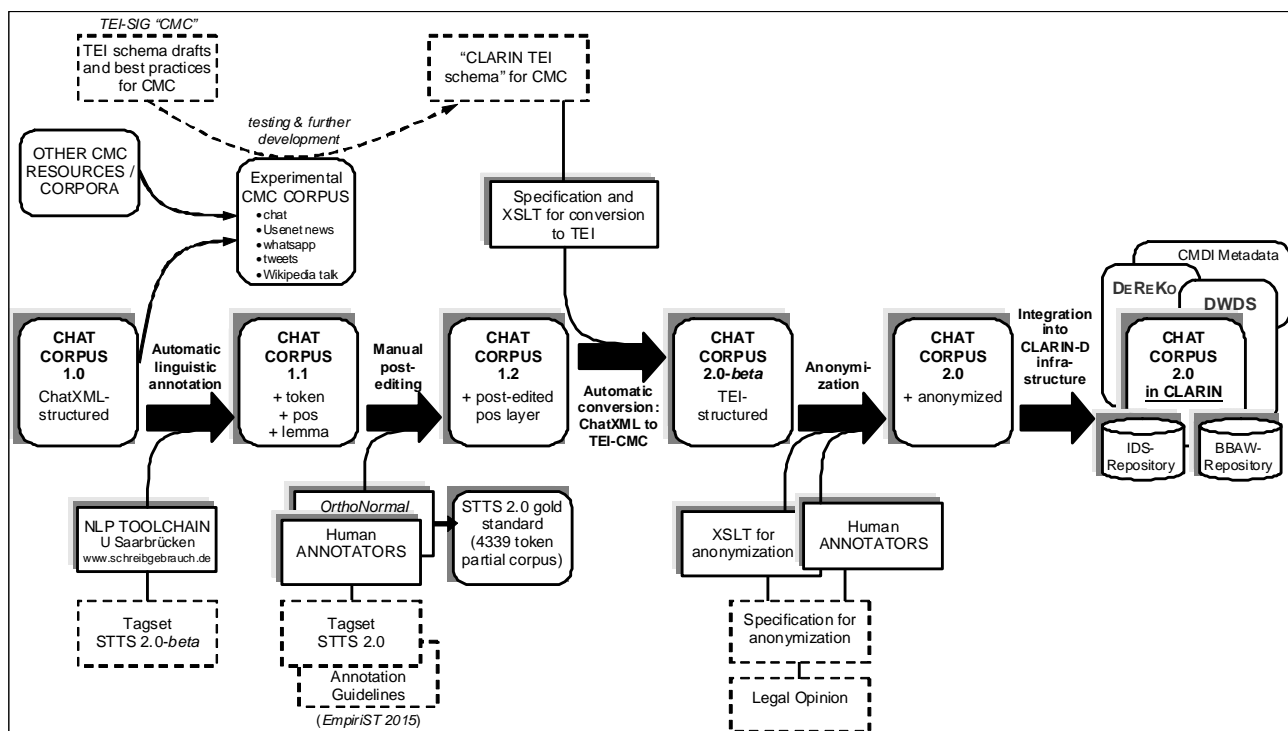 TEI-SIG “CMC”
TEI schema drafts
and best practices
for CMC
“CLARIN TEI
schema” for CMC
testing & further
development
OTHER CMC
RESOURCES /
CORPORA
Experimental
CMC CORPUS
• chat
• Usenet news
• whatsapp
• tweets
• Wikipedia talk
Specification and
XSLT for conversion
to TEI
CHAT
CORPUS
1.0
ChatXML-
structured
Automatic
linguistic
annotation
CHAT
CORPUS
1.1
+ token
+ pos
+ lemma
Manual
post-
editing
CHAT
CORPUS
1.2
+ post-edited
pos layer
Automatic
conversion:
ChatXML to
TEI-CMC
CHAT
CORPUS
2.0-beta
TEI-
structured
Anonymi-
zation
CHAT
CORPUS
2.0
+ anonymized
Integration
into
CLARIN-D
infra-
structure
CMDI Metadata
DEREKO
DWDS
CHAT
CORPUS
2.0
in CLARIN
IDS-
Repository
BBAW-
Repository
NLP TOOLCHAIN
U Saarbrücken
www.schreibgebrauch.de
Tagset
STTS 2.0-beta
OrthoNormal
Human
ANNOTATORS
STTS 2.0 gold
standard
(4339 token
partial corpus)
Tagset
STTS 2.0
Annotation
Guidelines
(EmpiriST 2015)
XSLT for
anonymization
Human
ANNOTATORS
Specification for
anonymization
Legal Opinion